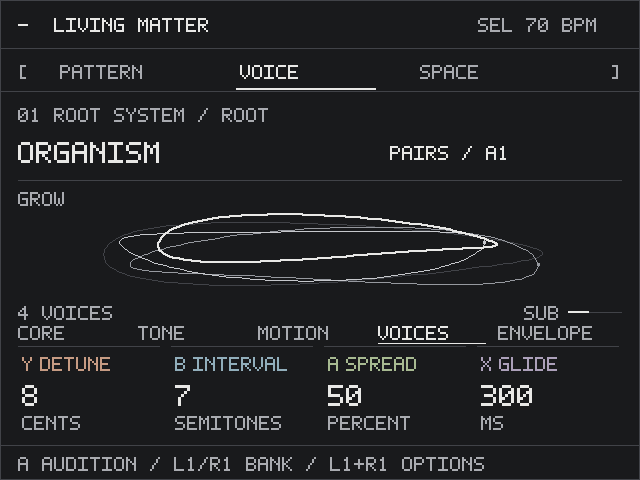 – LIVING MATTER SEL 70 BPM
[ PATTERN VOICE SPACE ]
01 ROOT SYSTEM / ROOT
ORGANISM PAIRS / A1
GROW
4 VOICES SUB
CORE TONE MOTION VOICES ENVELOPE
Y DETUNE B INTERVAL A SPREAD X GLIDE
8 7 50 300
CENTS SEMITONES PERCENT MS
A AUDITION / L1/R1 BANK / L1+R1 OPTIONS